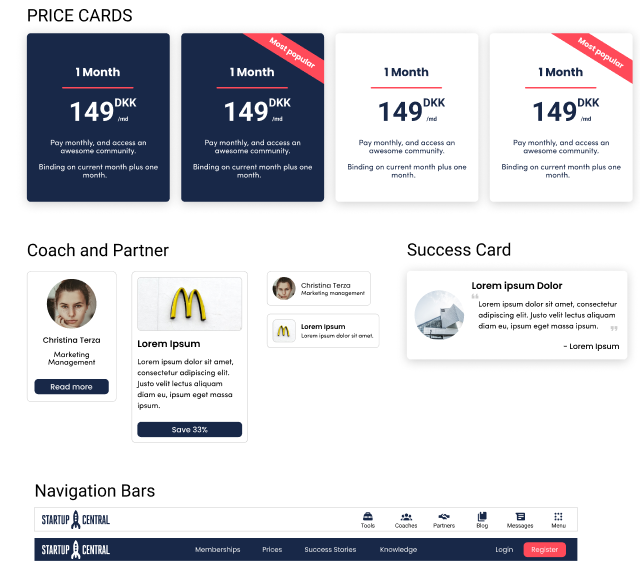 PRICE CARDS
1 Month
149 DKK
/md
Pay monthly, and access an
awesome community.
Binding on current month plus one
month.
Most popular
1 Month
149 DKK
/md
Pay monthly, and access an
awesome community.
Binding on current month plus one
month.
1 Month
149 DKK
/md
Pay monthly, and access an
awesome community.
Binding on current month plus one
month.
Most popular
1 Month
149 DKK
/md
Pay monthly, and access an
awesome community.
Binding on current month plus one
month.
Coach and Partner
Christina Terza
Marketing
Management
Read more
Lorem Ipsum
Lorem ipsum dolor sit amet,
consectetur adipiscing elit.
Justo velit lectus aliquam
diam eu, ipsum eget massa
ipsum.
Save 33%
Christina Terza
Marketing management
Lorem Ipsum
Lorem ipsum dolor sit amet.
Success Card
Lorem ipsum Dolor
“
Lorem ipsum dolor sit amet, consectetur
adipiscing elit. Justo velit lectus aliquam
diam eu, ipsum eget massa ipsum.
”
- Lorem Ipsum
Navigation Bars
STARTUP CENTRAL
Tools
Coaches
Partners
Blog
Messages
Menu
STARTUP CENTRAL
Memberships
Prices
Success Stories
Knowledge
Login
Register